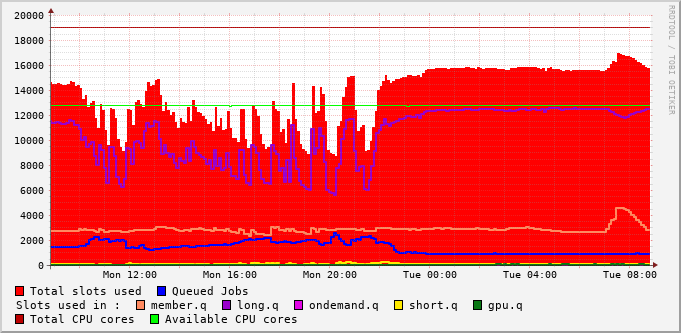 20000
18000
16000
14000
12000
10000
8000
6000
4000
2000
0
Mon 12:00 Mon 16:00 Mon 20:00 Tue 00:00 Tue 04:00 Tue 08:00
RRDTOOL / TOBI OETIKER
Total slots used Queued Jobs
Slots used in : member.q long.q ondemand.q short.q gpu.q
Total CPU cores Available CPU cores